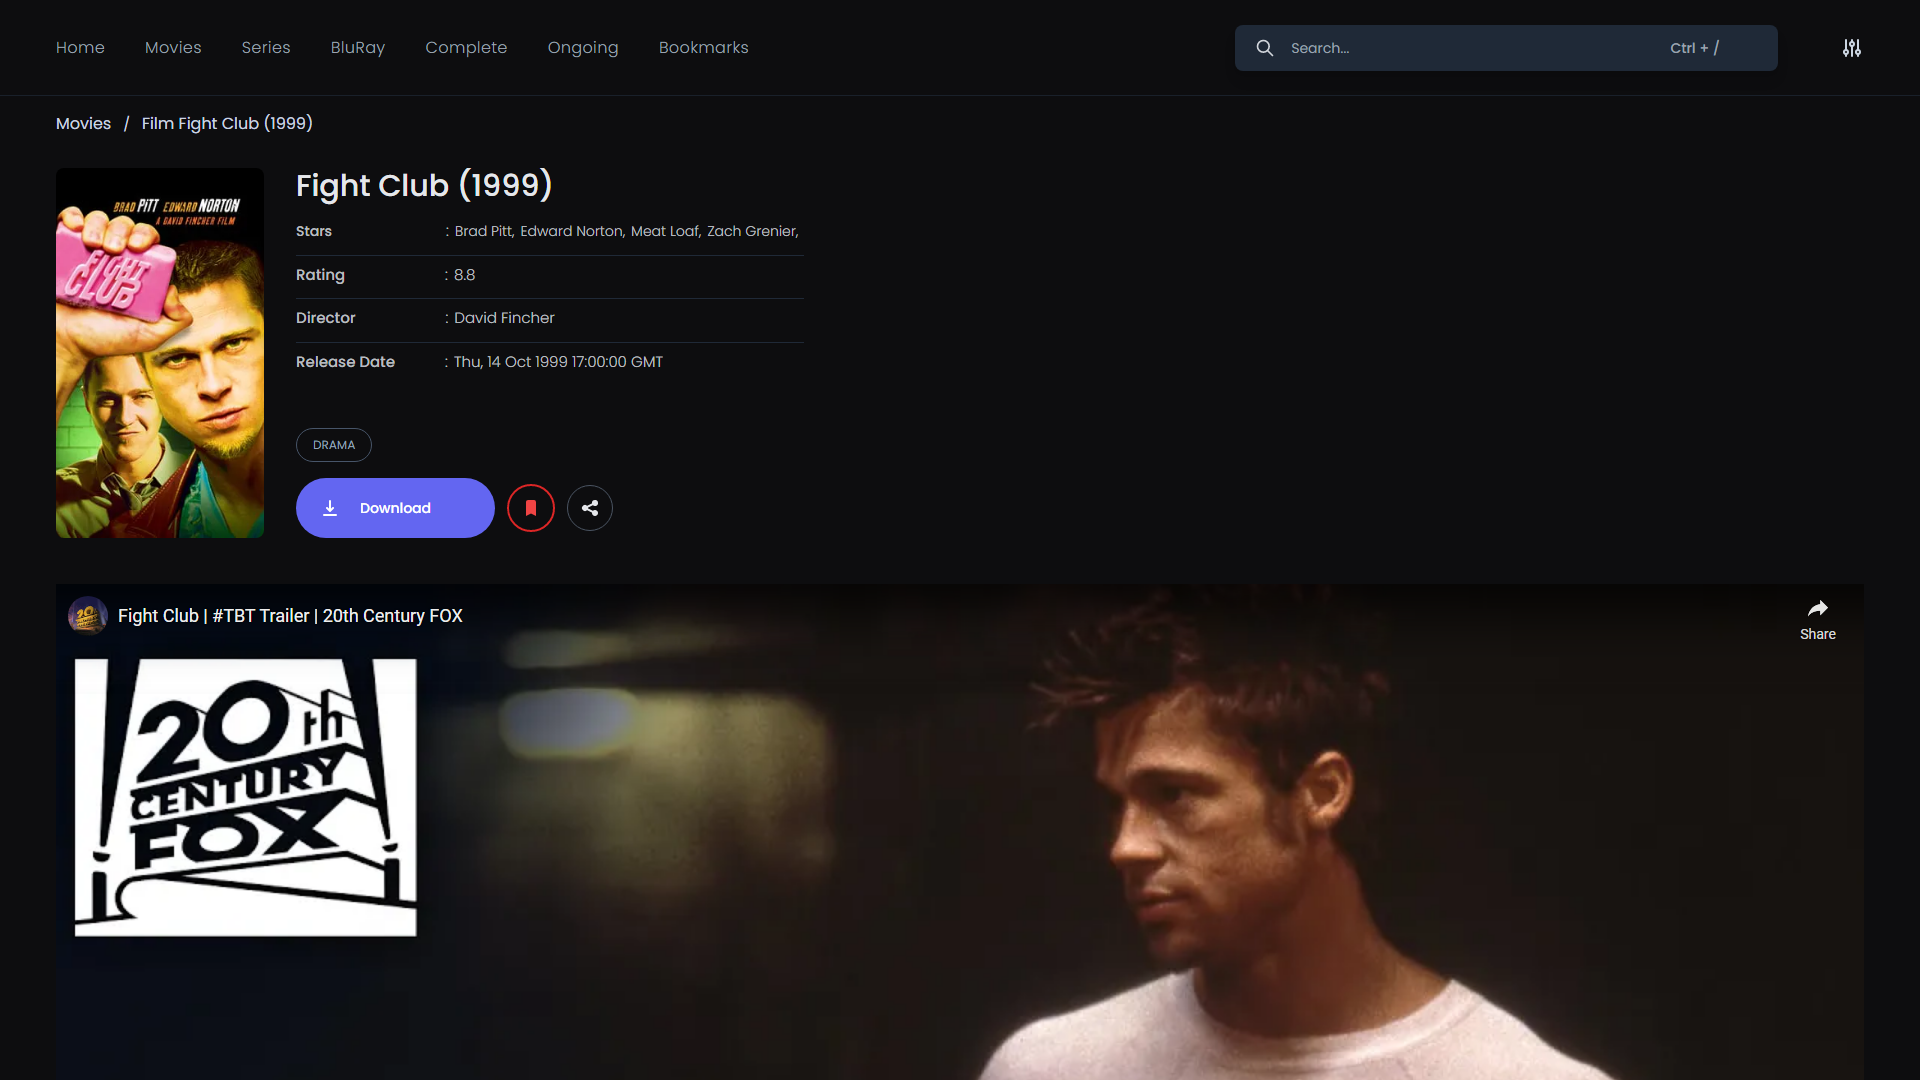 Home Movies Series BluRay Complete Ongoing Bookmarks Search... Ctrl + /
Movies / Film Fight Club (1999)
BRAD PITT EDWARD NORTON
A DAVID FINCHER FILM
FIGHT
CLUB
Fight Club (1999)
Stars : Brad Pitt, Edward Norton, Meat Loaf, Zach Grenier,
Rating : 8.8
Director : David Fincher
Release Date : Thu, 14 Oct 1999 17:00:00 GMT
DRAMA
Download
Fight Club | #TBT Trailer | 20th Century FOX
Share
20th
CENTURY
FOX